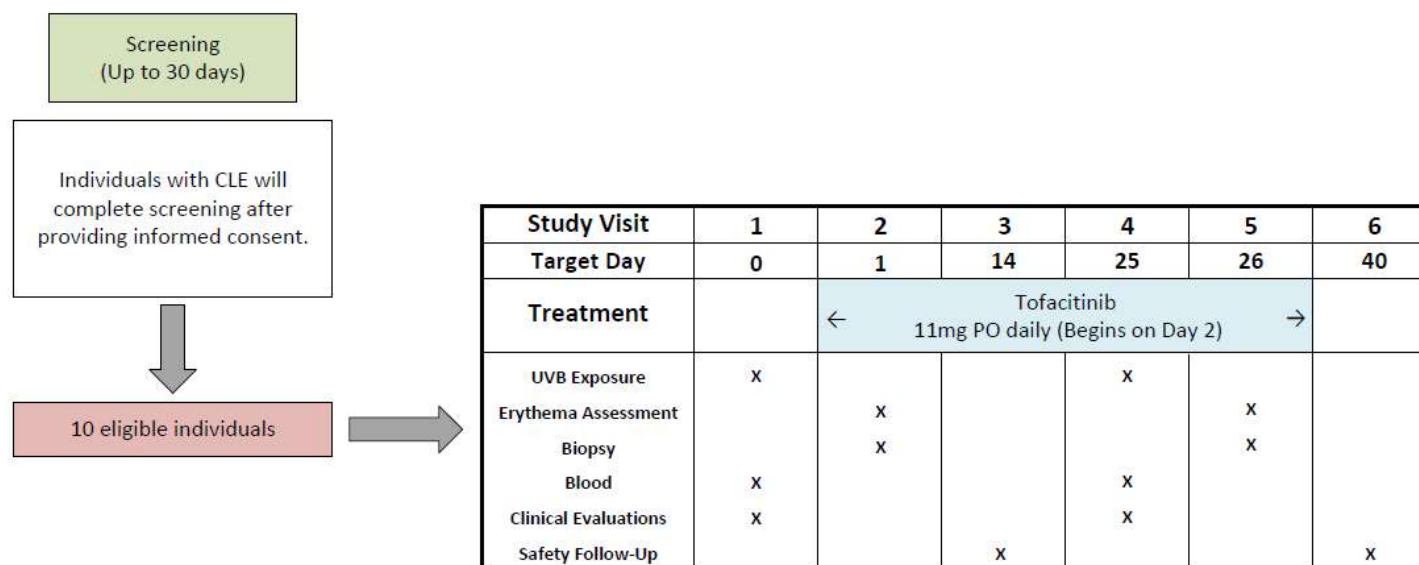 Screening
(Up to 30 days)
Individuals with CLE will
complete screening after
providing informed consent.
10 eligible individuals
Study Visit 1 2 3 4 5 6
Target Day 0 1 14 25 26 40
Treatment ← Tofacitinib →
11mg PO daily (Begins on Day 2)
UVB Exposure x x
Erythema Assessment x x
Biopsy x x
Blood x x
Clinical Evaluations x x
Safety Follow-Up x x